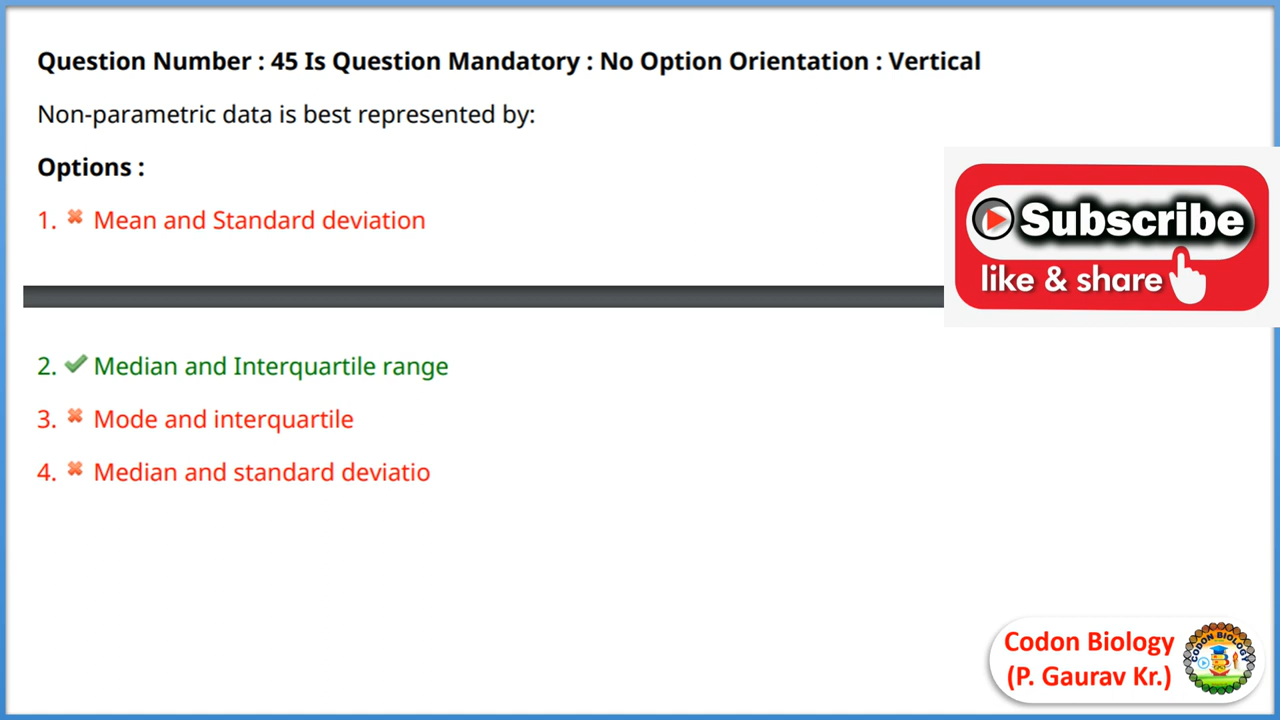 Question Number : 45 Is Question Mandatory : No Option Orientation : Vertical
Non-parametric data is best represented by:
Options :
1. ✖ Mean and Standard deviation
Subscribe
like & share
2. ✔ Median and Interquartile range
3. ✖ Mode and interquartile
4. ✖ Median and standard deviatio
Codon Biology
(P. Gaurav Kr.)
CODON BIOLOGY